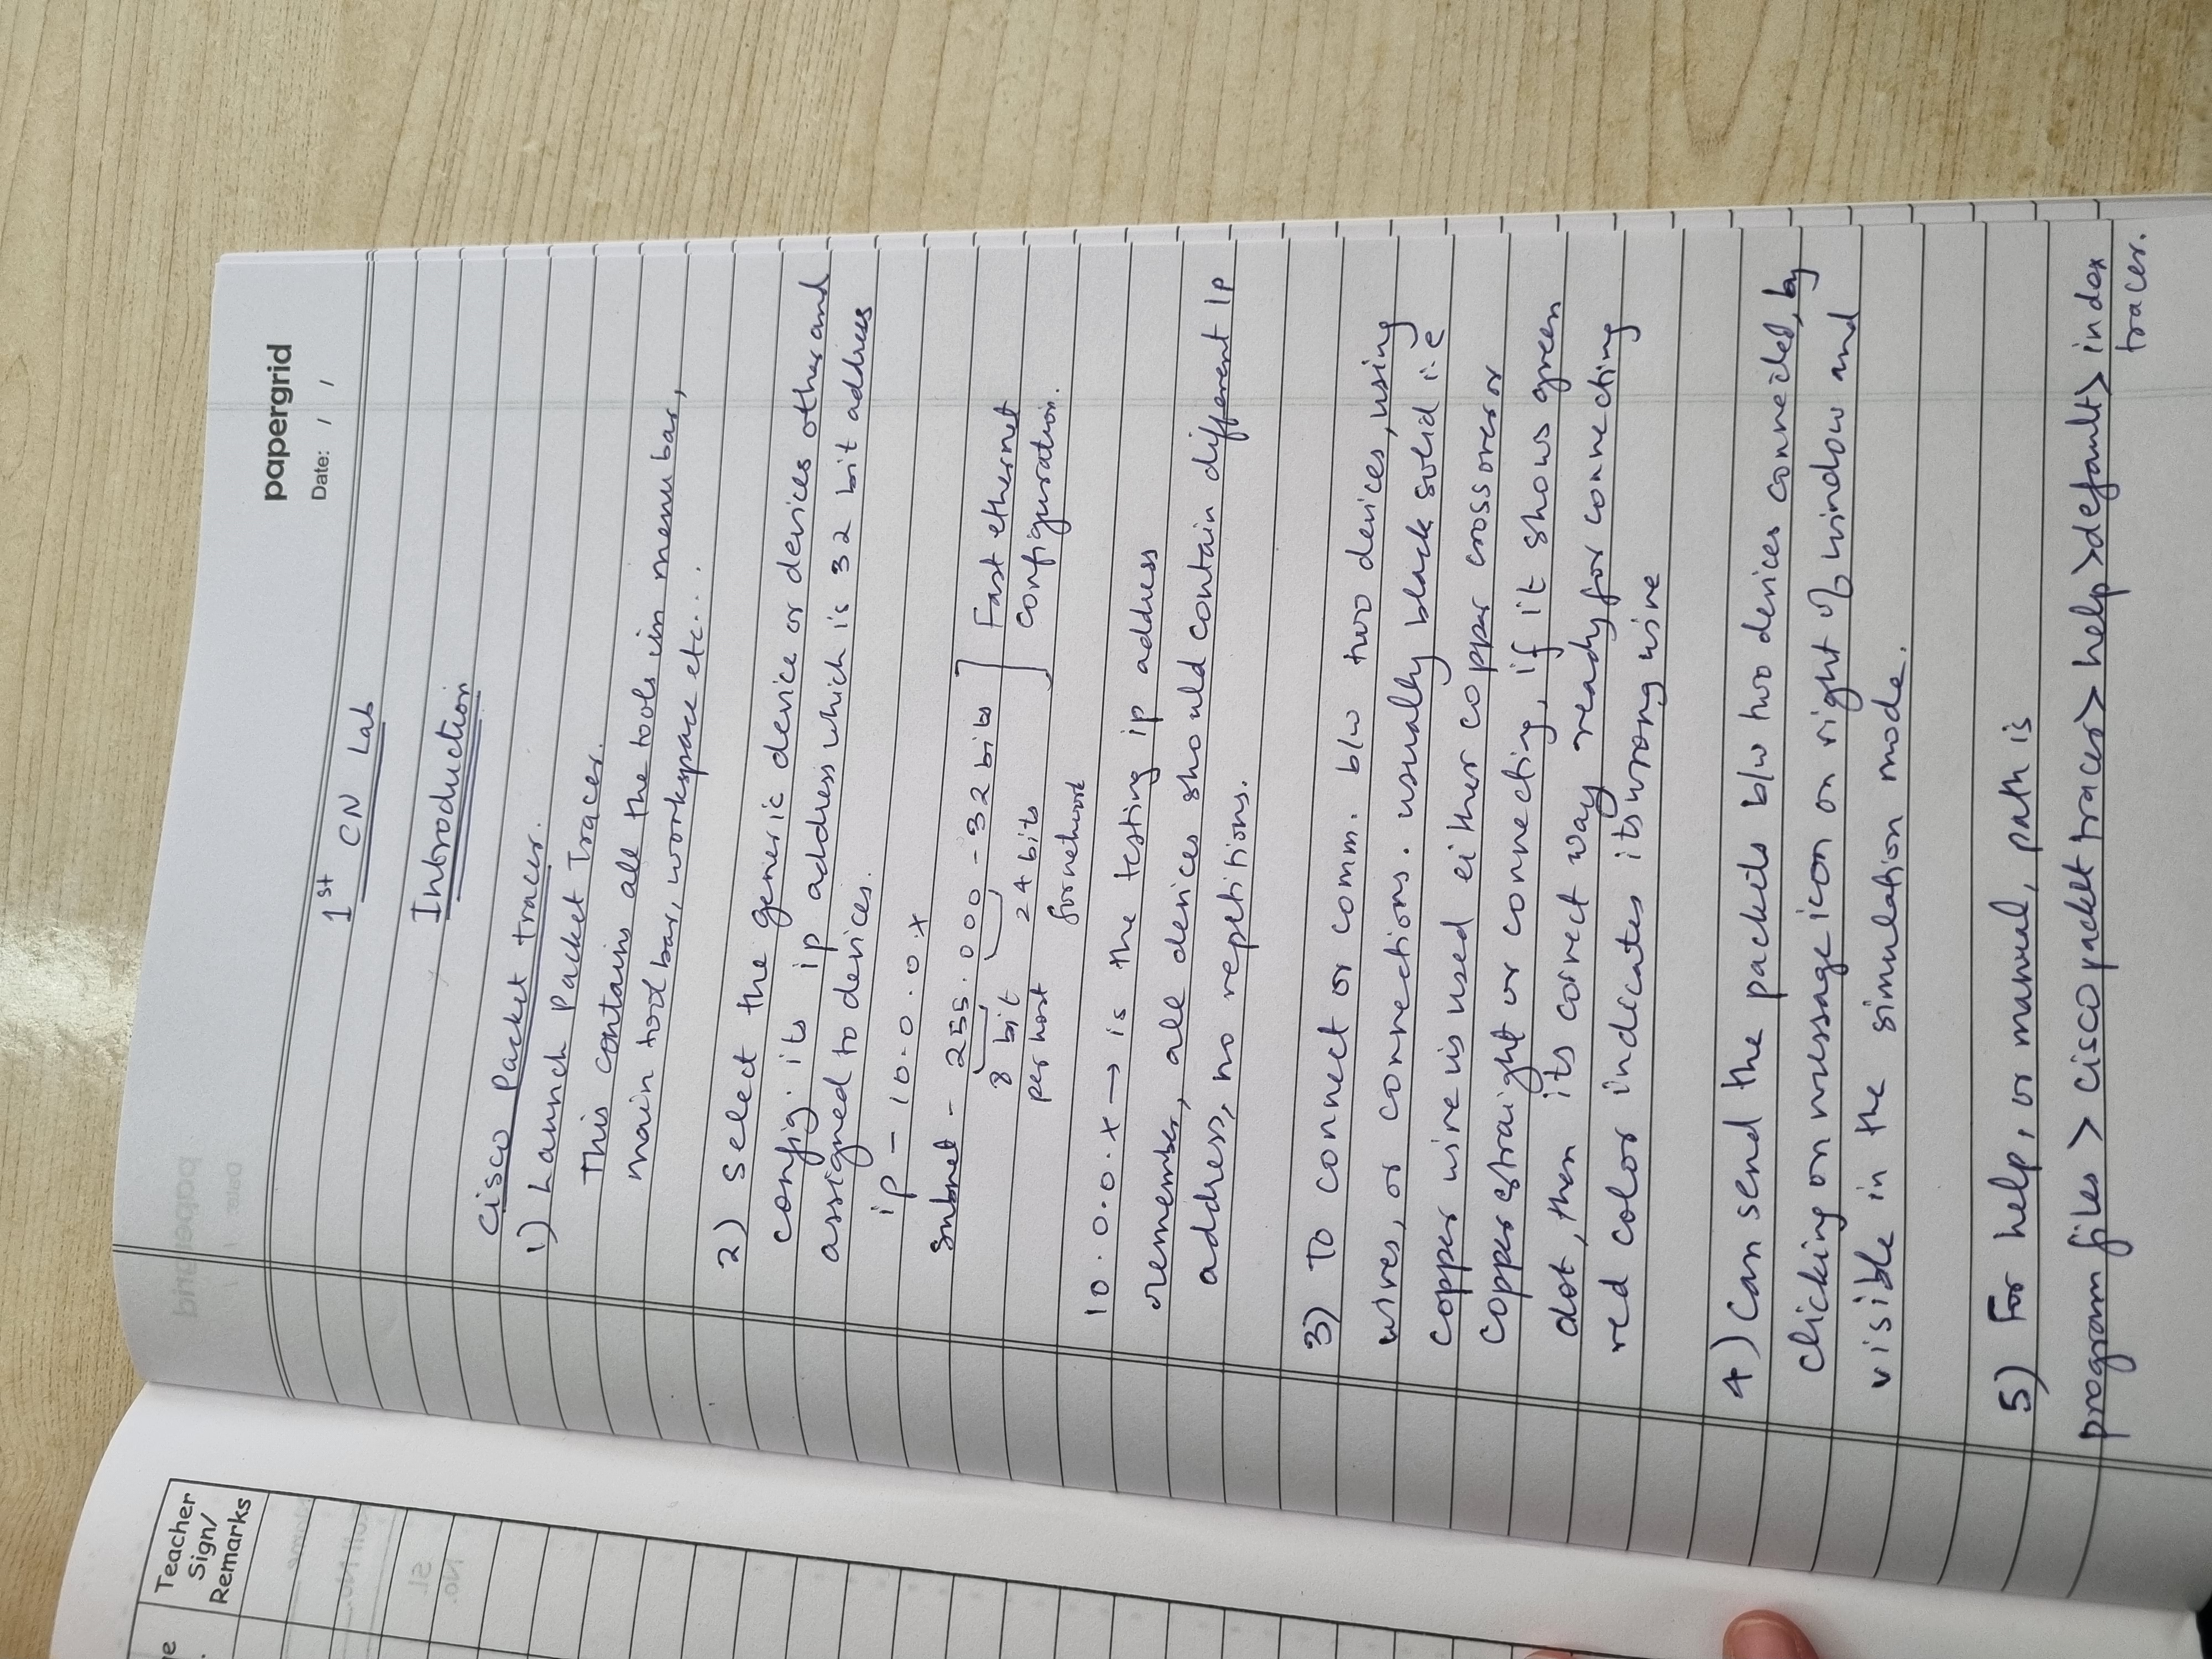 ge
Teacher
Sign/
Remarks
papergrid
Date: / /
1st CN Lab
Introduction
Cisco Packet tracer.
1) Launch Packet Tracer.
This contains all the tools in menu bar,
main tool bar, workspace etc...
2) Select the generic device or devices other and
config. its ip address which is 32 bit address
assigned to devices.
ip - 10.0.0.x
subnet - 255.000 - 32 bits
Fast ethernet
configuration.
8 bit
per host
24 bits
for network
10.0.0.x → is the testing ip address
remember, all devices should contain different IP
address, no repetitions.
3) To connect or comm. b/w two devices, using
wires, or connections. usually black solid i.e
copper wire is used either copper crossover or
copper straight or connecting, if it shows green
dot, then its correct way ready for connecting
red color indicates its wrong wire
4) Can send the packets b/w two devices connected, by
clicking on message icon on right of window and
visible in the simulation mode.
5) For help, or manual, path is
program files > cisco packet tracer > help > default > index
tracer.